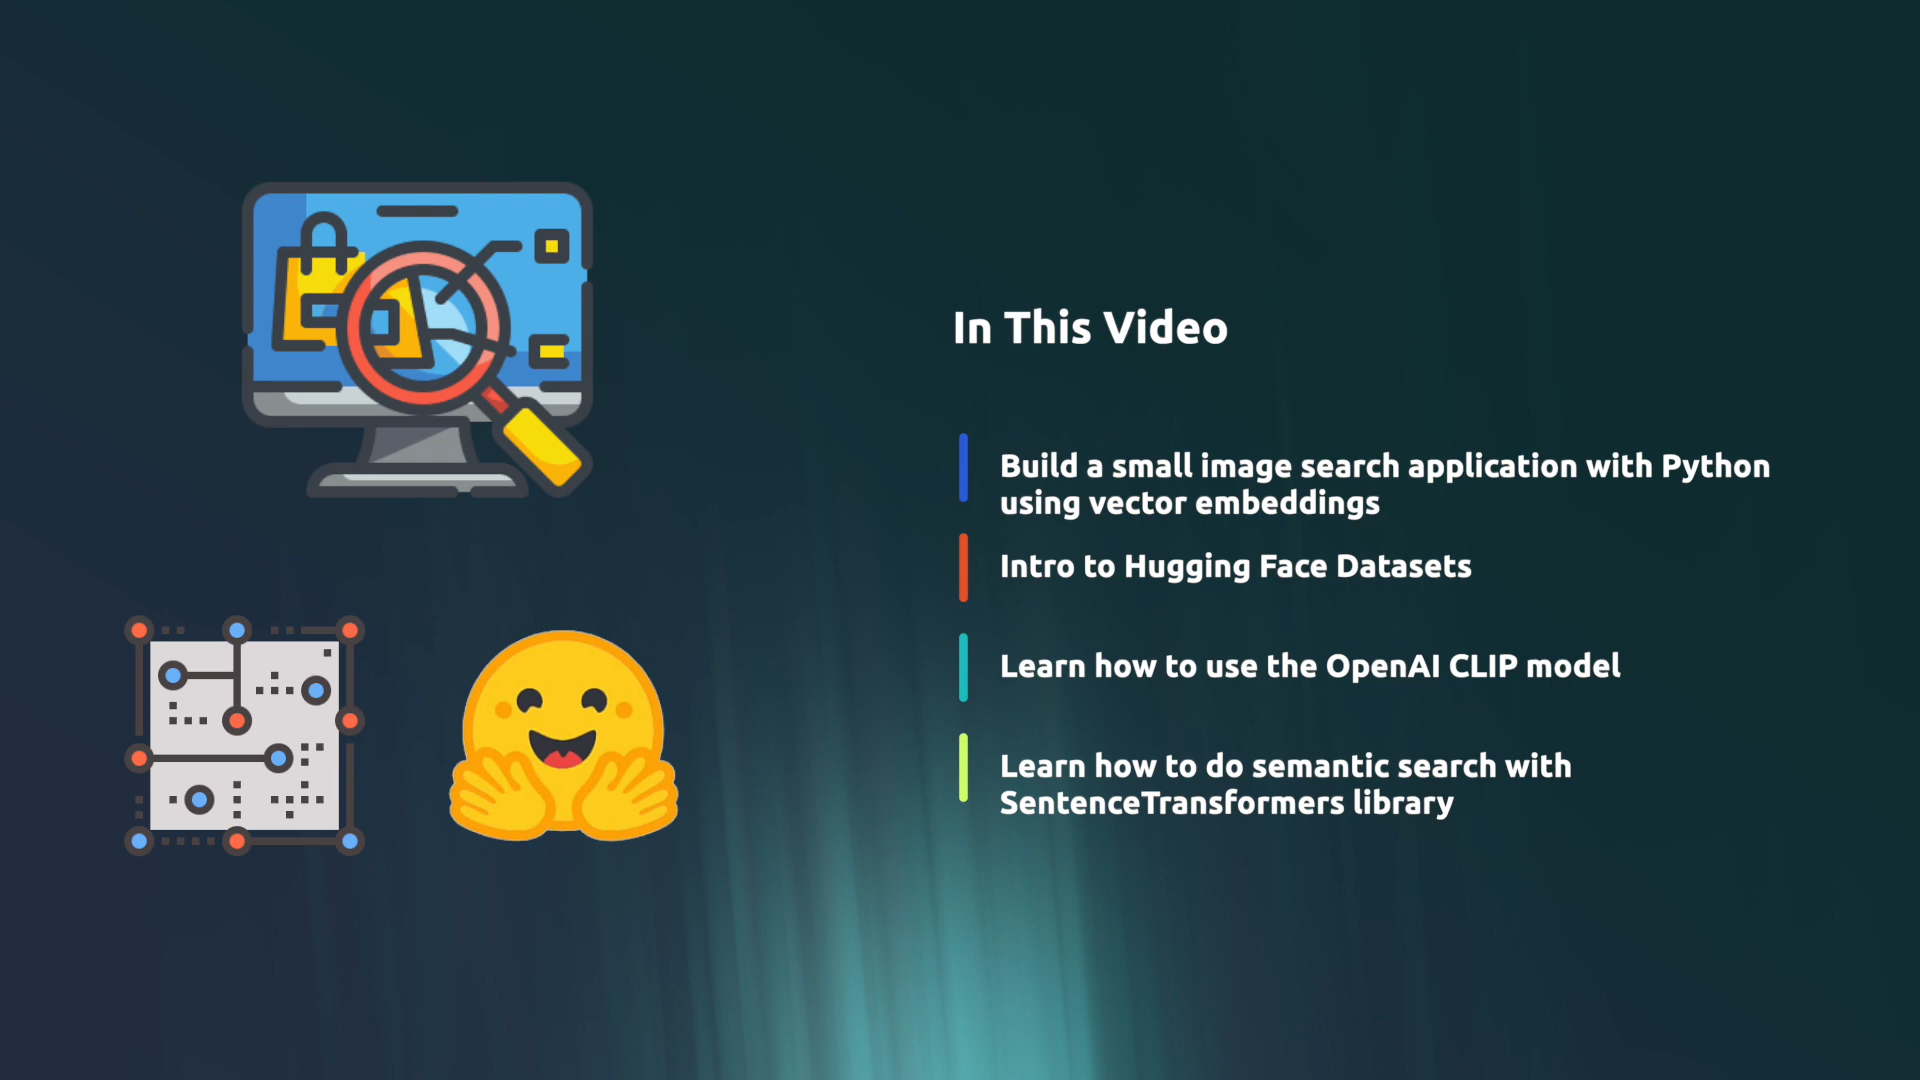 In This Video
Build a small image search application with Python
using vector embeddings
Intro to Hugging Face Datasets
Learn how to use the OpenAI CLIP model
Learn how to do semantic search with
SentenceTransformers library